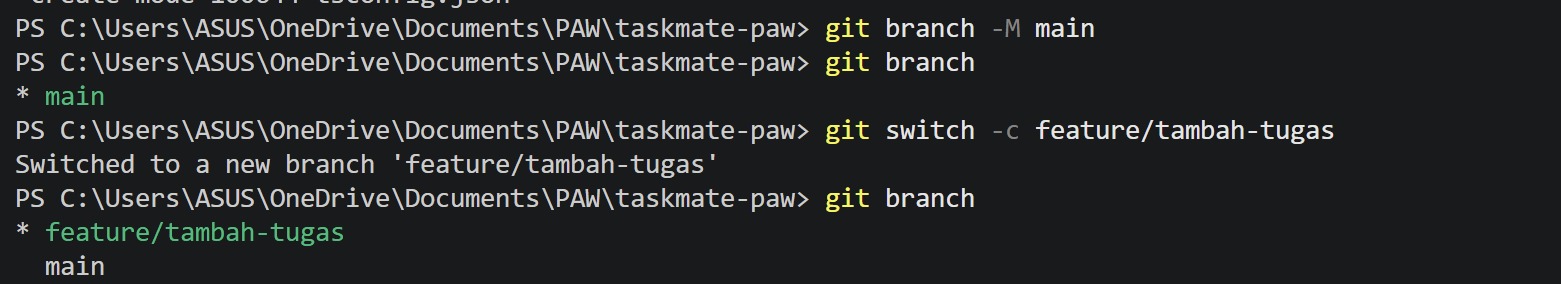 PS C:\Users\ASUS\OneDrive\Documents\PAW\taskmate-paw> git branch -M main
PS C:\Users\ASUS\OneDrive\Documents\PAW\taskmate-paw> git branch
* main
PS C:\Users\ASUS\OneDrive\Documents\PAW\taskmate-paw> git switch -c feature/tambah-tugas
Switched to a new branch 'feature/tambah-tugas'
PS C:\Users\ASUS\OneDrive\Documents\PAW\taskmate-paw> git branch
* feature/tambah-tugas
  main